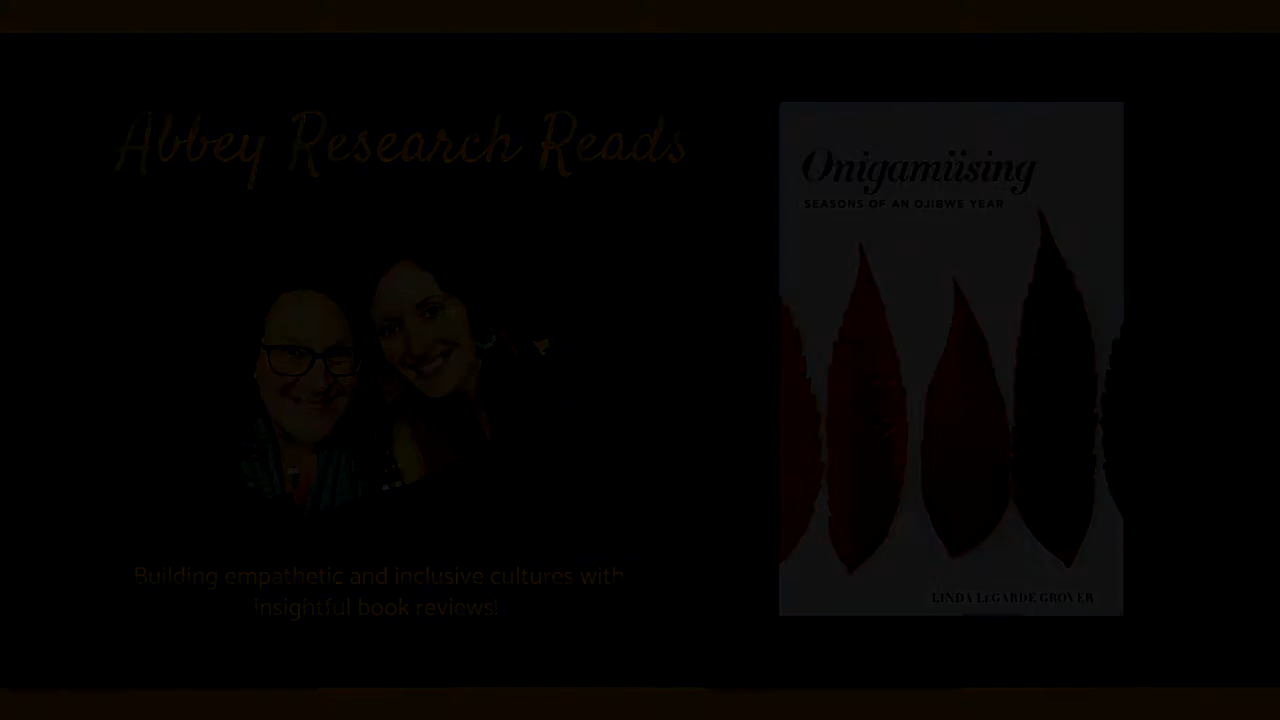 Abbey Research Reads
Onigamiising
SEASONS OF AN OJIBWE YEAR
Building empathetic and inclusive cultures with
insightful book reviews!
LINDA LEGARDE GROVER